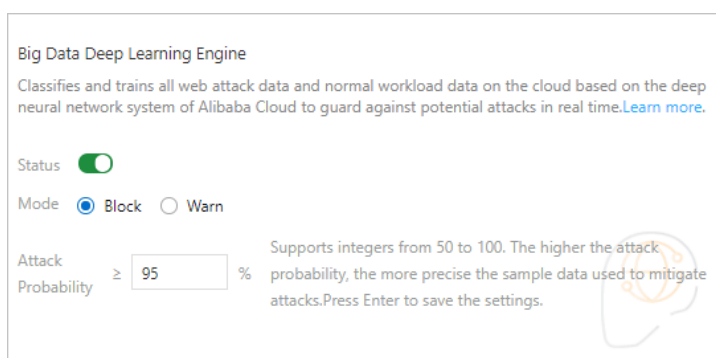 Big Data Deep Learning Engine
Classifies and trains all web attack data and normal workload data on the cloud based on the deep
neural network system of Alibaba Cloud to guard against potential attacks in real time.Learn more.
Status
Mode Block Warn
Attack Probability ≥ 95 %
Supports integers from 50 to 100. The higher the attack
probability, the more precise the sample data used to mitigate
attacks.Press Enter to save the settings.